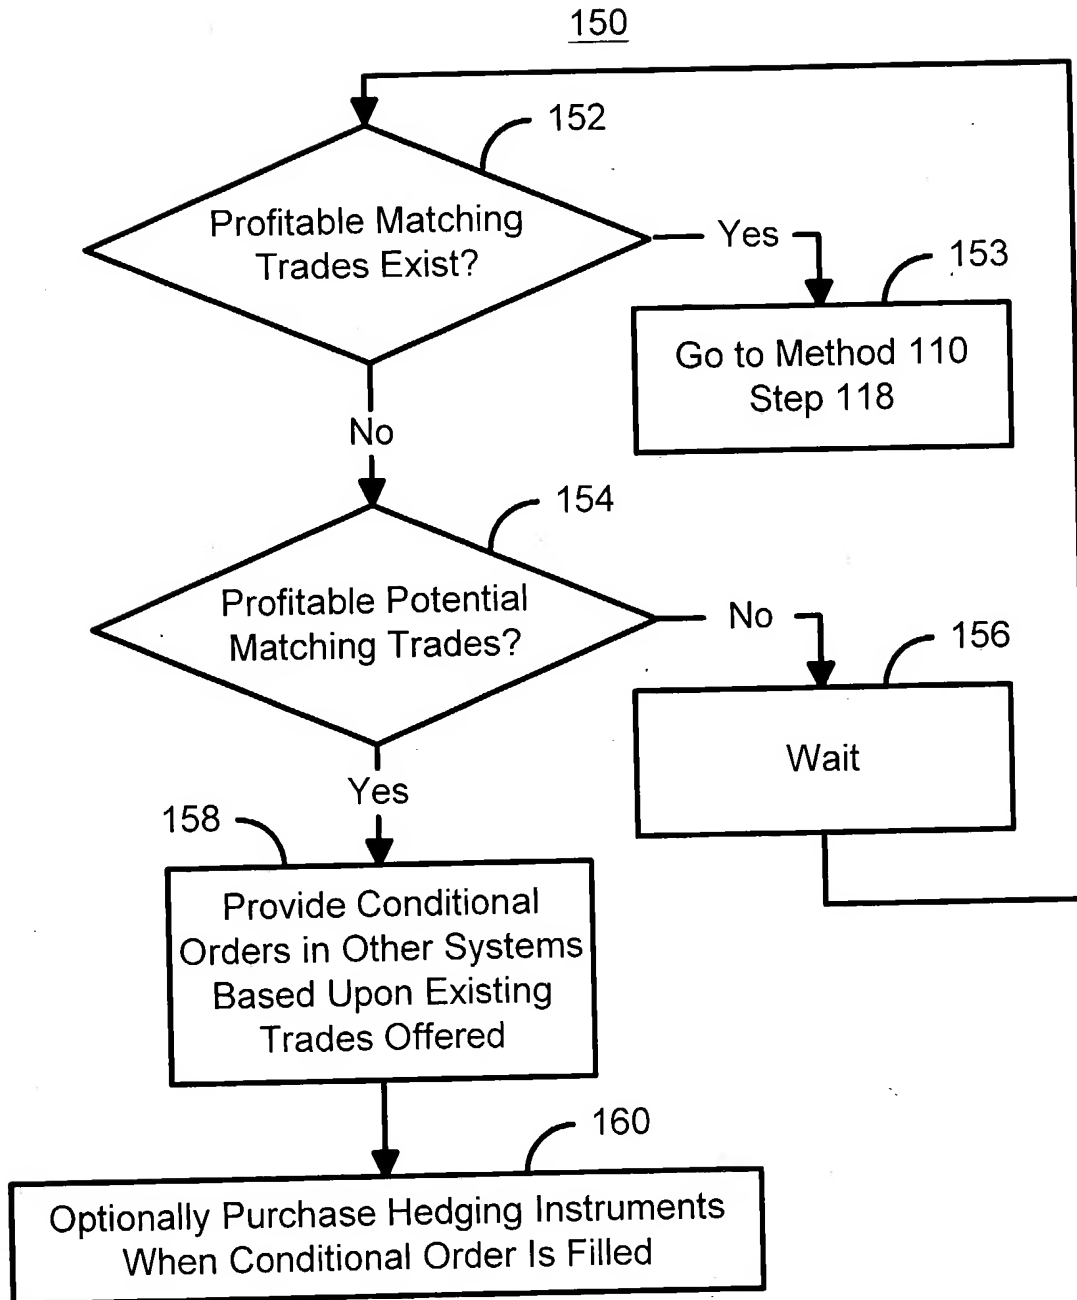 150
152
Profitable Matching
Trades Exist?
Yes
153
Go to Method 110
Step 118
No
154
Profitable Potential
Matching Trades?
No
156
Wait
Yes
158
Provide Conditional
Orders in Other Systems
Based Upon Existing
Trades Offered
160
Optionally Purchase Hedging Instruments
When Conditional Order Is Filled